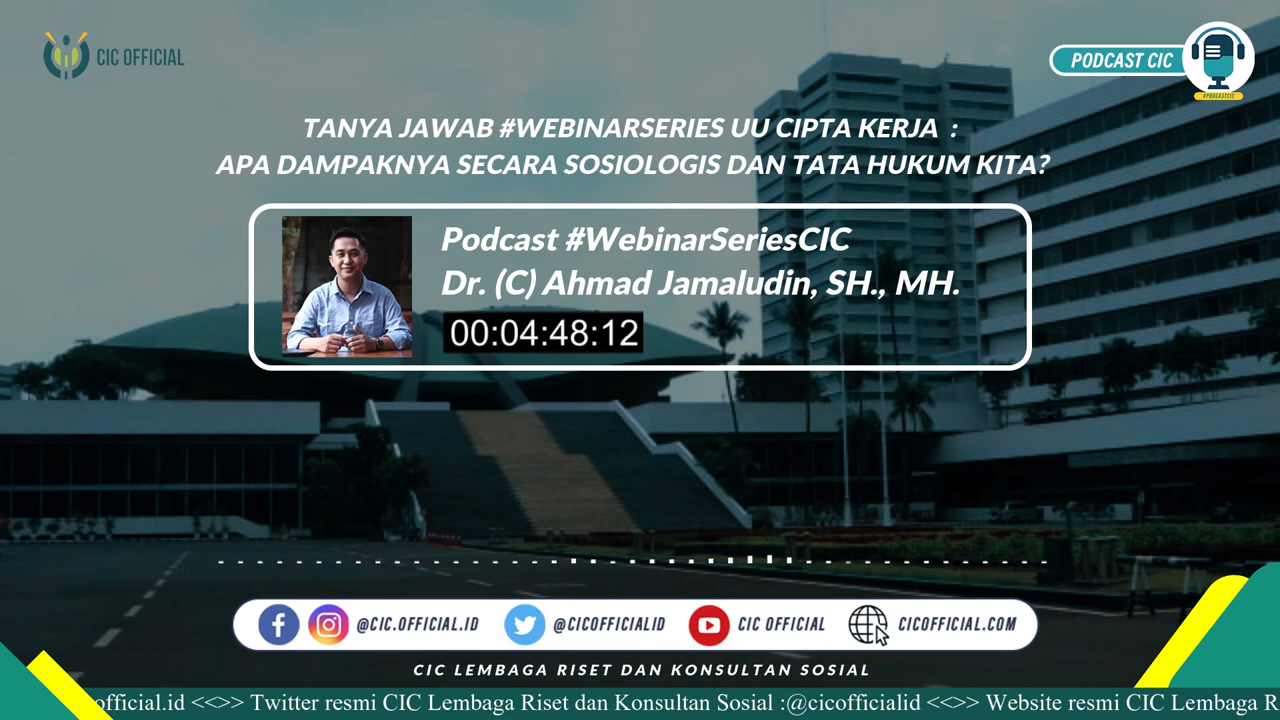 CIC OFFICIAL
PODCAST CIC
#PODCASTCIC
TANYA JAWAB #WEBINARSERIES UU CIPTA KERJA :
APA DAMPAKNYA SECARA SOSIOLOGIS DAN TATA HUKUM KITA?
Podcast #WebinarSeriesCIC
Dr. (C) Ahmad Jamaludin, SH., MH.
00:04:48:12
@CIC.OFFICIAL.ID @CICOFFICIALID CIC OFFICIAL CICOFFICIAL.COM
CIC LEMBAGA RISET DAN KONSULTAN SOSIAL
official.id <<>> Twitter resmi CIC Lembaga Riset dan Konsultan Sosial :@cicofficialid <<>> Website resmi CIC Lembaga R